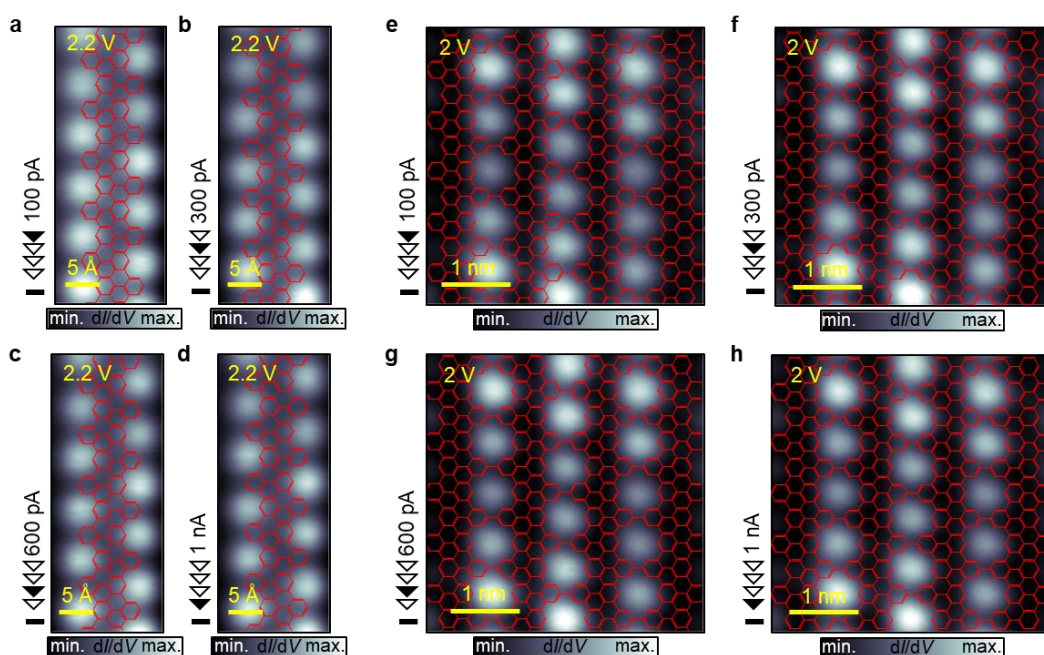 a
2.2 V
100 pA
5 Å
min. dI/dV max.
b
2.2 V
300 pA
5 Å
min. dI/dV max.
e
2 V
100 pA
1 nm
min. dI/dV max.
f
2 V
300 pA
1 nm
min. dI/dV max.
c
2.2 V
600 pA
5 Å
min. dI/dV max.
d
2.2 V
1 nA
5 Å
min. dI/dV max.
g
2 V
600 pA
1 nm
min. dI/dV max.
h
2 V
1 nA
1 nm
min. dI/dV max.